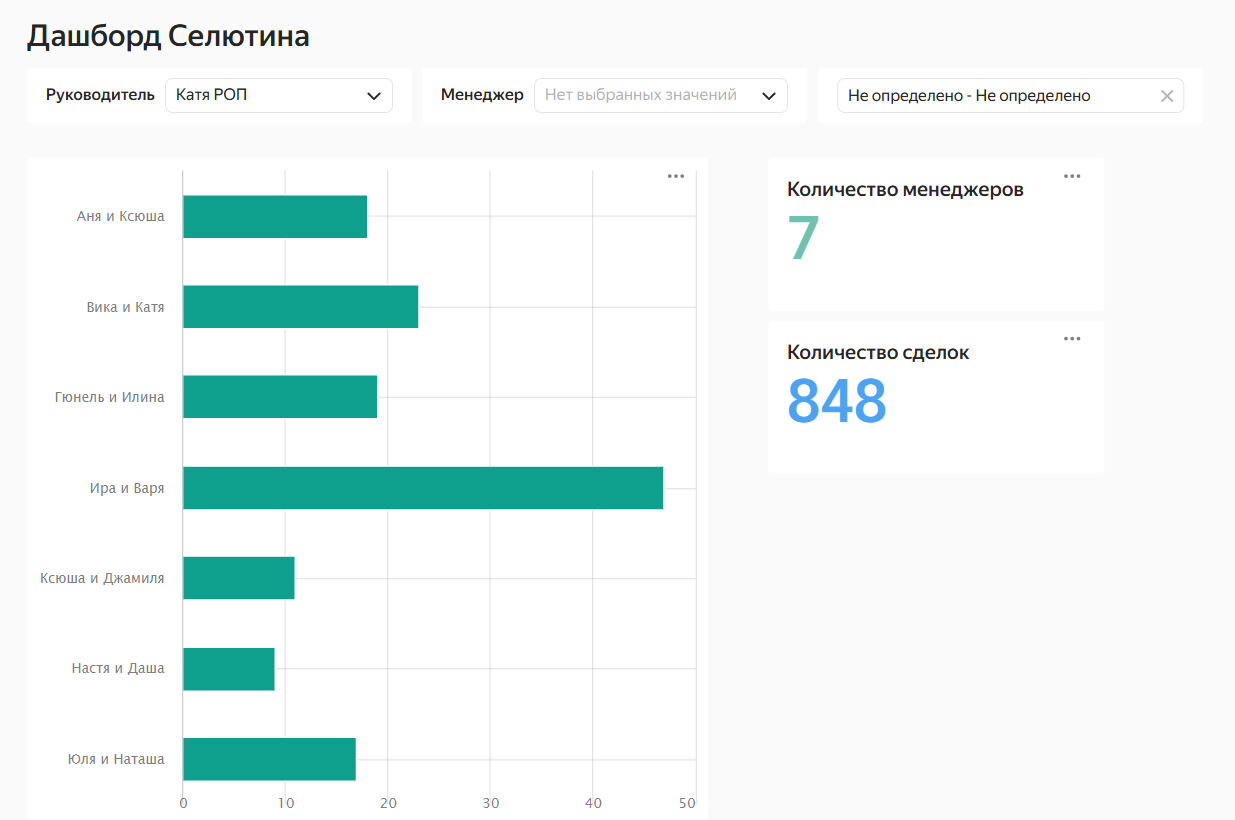 Дашборд Селютина
Руководитель Катя РОП
Менеджер Нет выбранных значений
Не определено - Не определено
Аня и Ксюша
Вика и Катя
Гюнель и Илина
Ира и Варя
Ксюша и Джамиля
Настя и Даша
Юля и Наташа
0 10 20 30 40 50
Количество менеджеров
7
Количество сделок
848